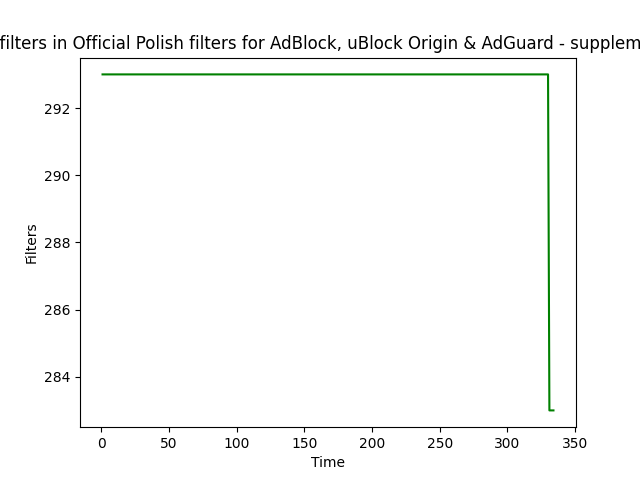 filters in Official Polish filters for AdBlock, uBlock Origin & AdGuard - supplem
292
290
288
286
284
Filters
0 50 100 150 200 250 300 350
Time